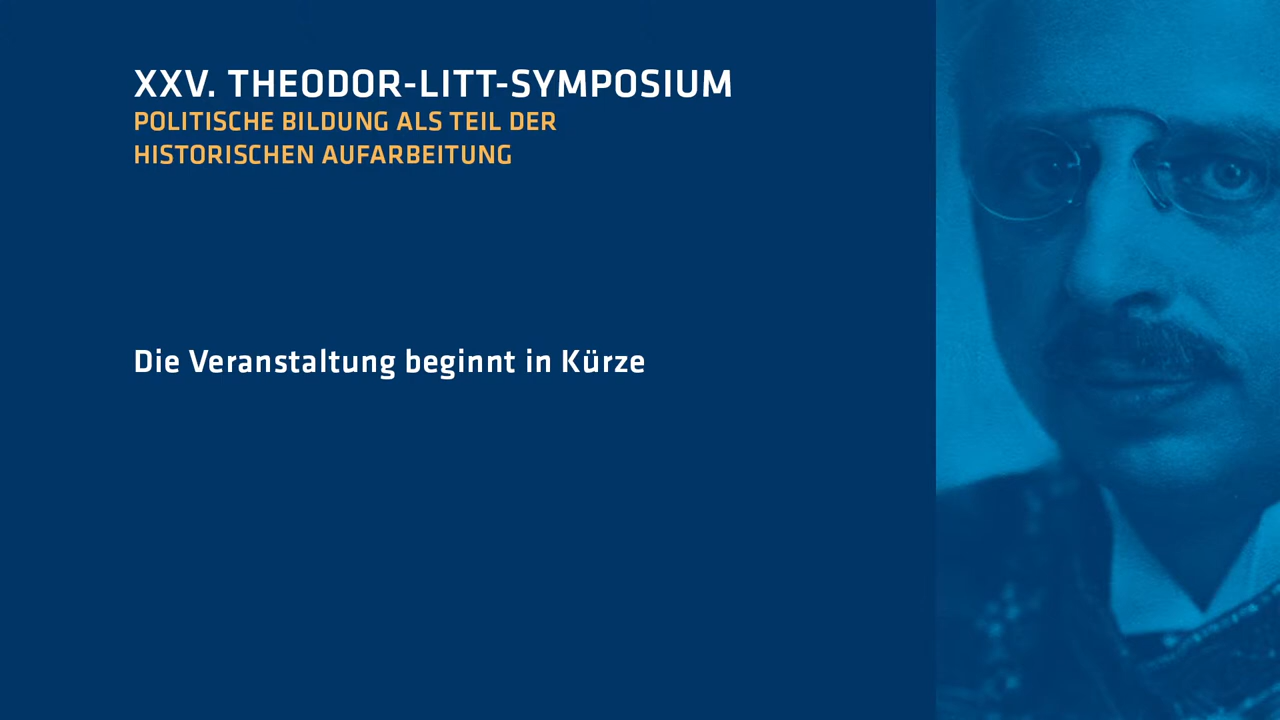 XXV. THEODOR-LITT-SYMPOSIUM
POLITISCHE BILDUNG ALS TEIL DER
HISTORISCHEN AUFARBEITUNG
Die Veranstaltung beginnt in Kürze